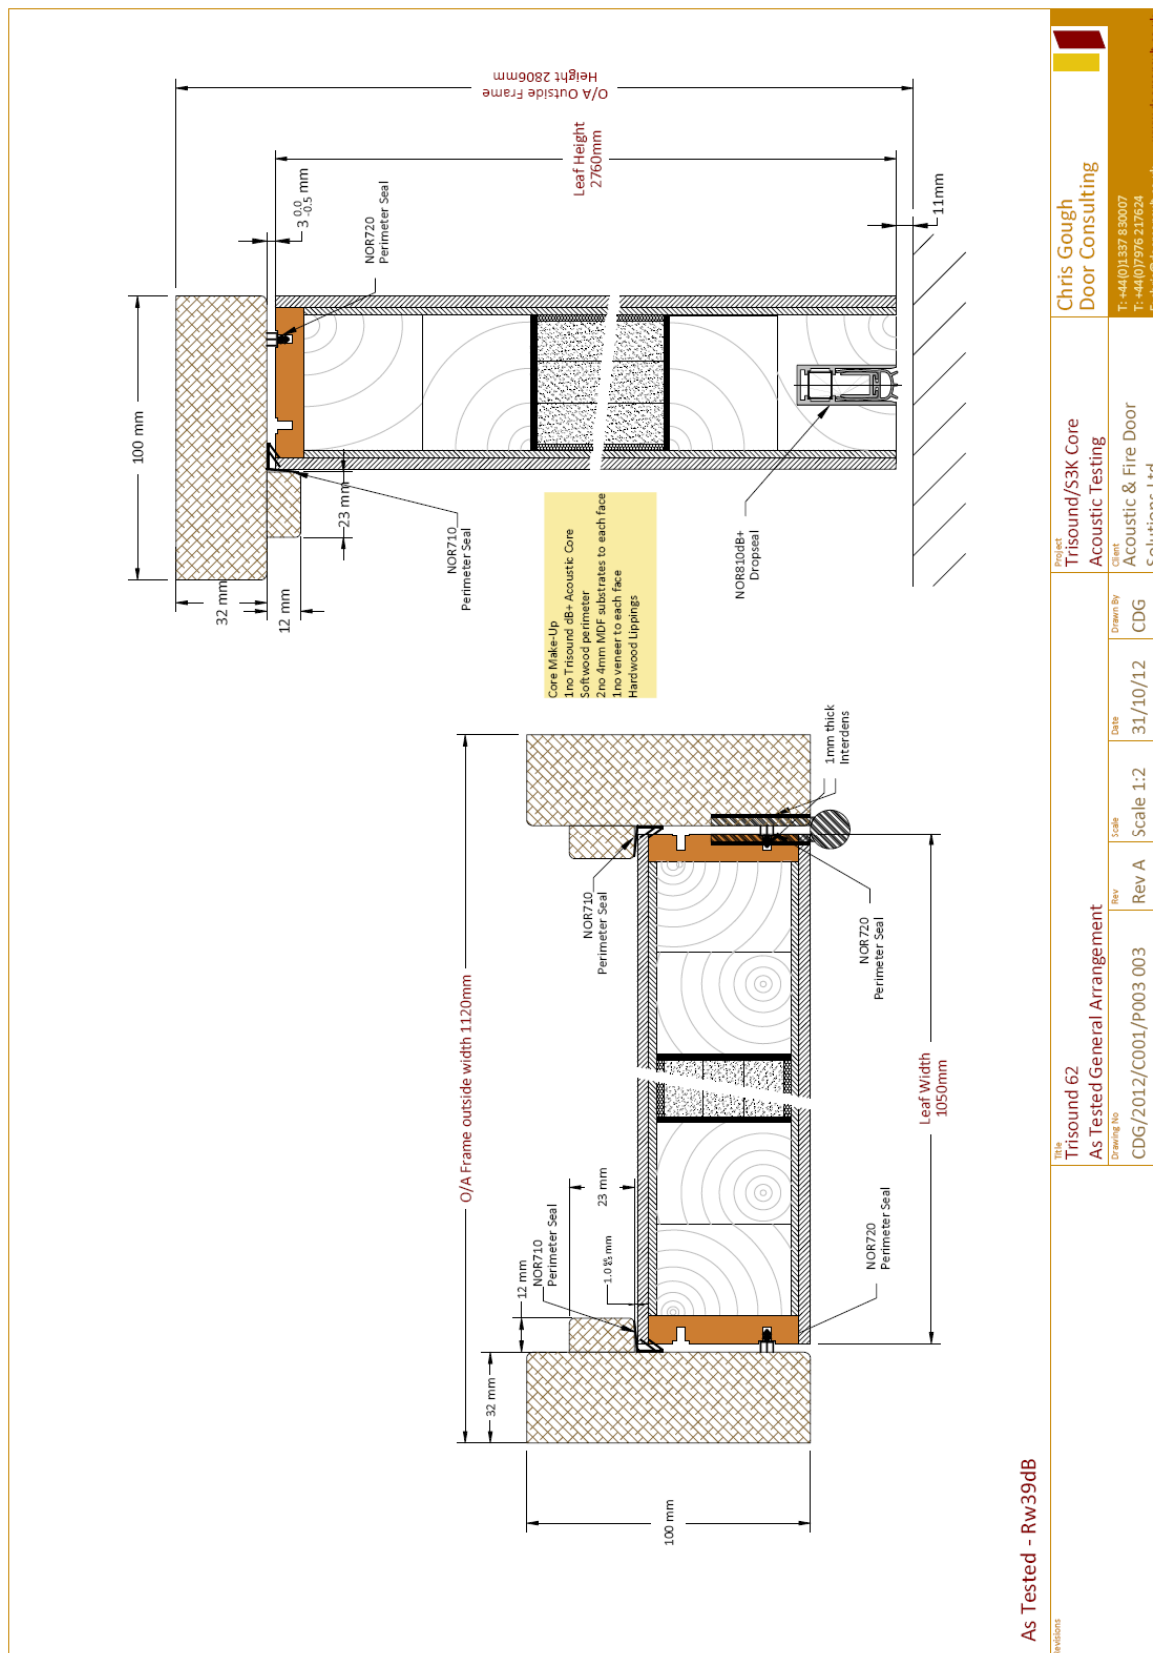 O/A Outside Frame
Height 2806mm
Leaf Height
2760mm
3 0.0 -0.5 mm
NOR720
Perimeter Seal
11mm
100 mm
32 mm
12 mm
23 mm
NOR710
Perimeter Seal
NOR810dB+
Dropseal
Core Make-Up
1no Trisound dB+ Acoustic Core
Softwood perimeter
2no 4mm MDF substrates to each face
1no veneer to each face
Hardwood Lippings
O/A Frame outside width 1120mm
1mm thick
Interdens
NOR710
Perimeter Seal
NOR720
Perimeter Seal
Leaf Width
1050mm
23 mm
12 mm
NOR710
Perimeter Seal
NOR720
Perimeter Seal
32 mm
100 mm
As Tested - Rw39dB
Title
Trisound 62
As Tested General Arrangement
Drawing No
CDG/2012/C001/P003 003
Rev
Rev A
Scale
Scale 1:2
Date
31/10/12
Drawn By
CDG
Project
Trisound/S3K Core
Acoustic Testing
Client
Acoustic & Fire Door
Chris Gough
Door Consulting
T: +44(0)1337 830007
T: +44(0)7976 217624